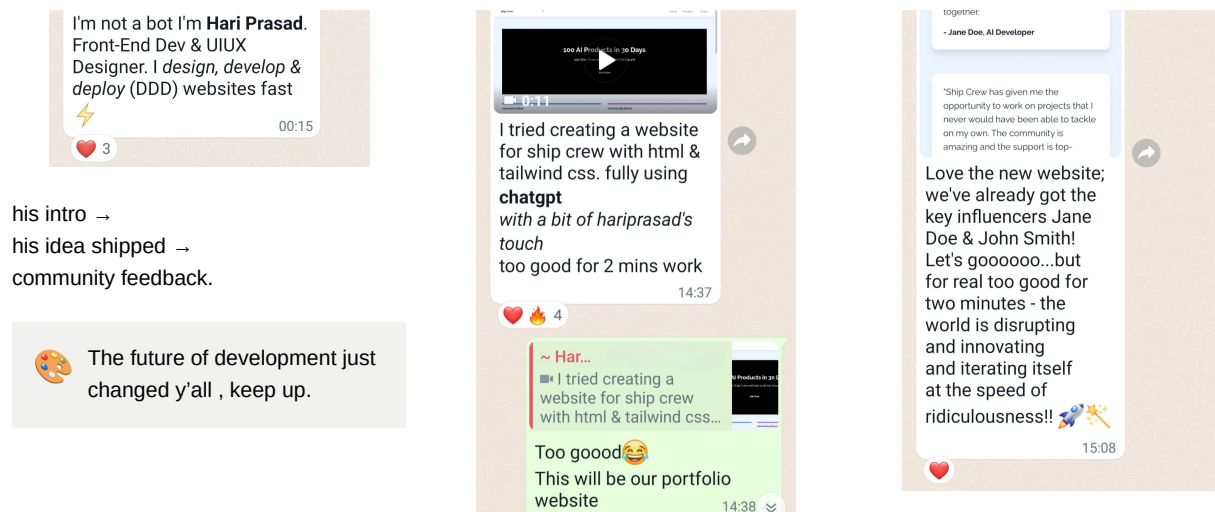 I'm not a bot I'm Hari Prasad.
Front-End Dev & UIUX
Designer. I design, develop &
deploy (DDD) websites fast
⚡
00:15
❤️ 3
his intro →
his idea shipped →
community feedback.
🎨 The future of development just
changed y'all , keep up.
100 AI Products in 30 Days
0:11
I tried creating a website
for ship crew with html &
tailwind css. fully using
chatgpt
with a bit of hariprasad's
touch
too good for 2 mins work
14:37
❤️🔥 4
~ Har...
I tried creating a
website for ship crew
with html & tailwind css...
AI Products in 30 D
Too goood😂
This will be our portfolio
website
14:38
together.
- Jane Doe, AI Developer
"Ship Crew has given me the
opportunity to work on projects that I
never would have been able to tackle
on my own. The community is
amazing and the support is top-
Love the new website;
we've already got the
key influencers Jane
Doe & John Smith!
Let's goooooo...but
for real too good for
two minutes - the
world is disrupting
and innovating
and iterating itself
at the speed of
ridiculousness!! 🚀🪄
15:08
❤️